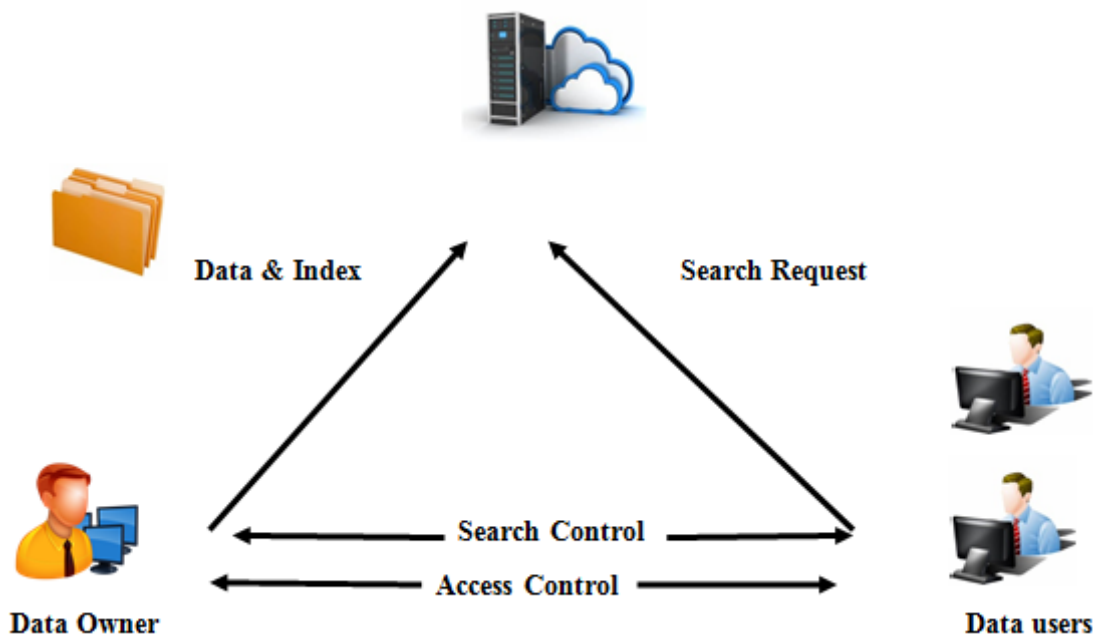 Data & Index
Search Request
Search Control
Access Control
Data Owner
Data users